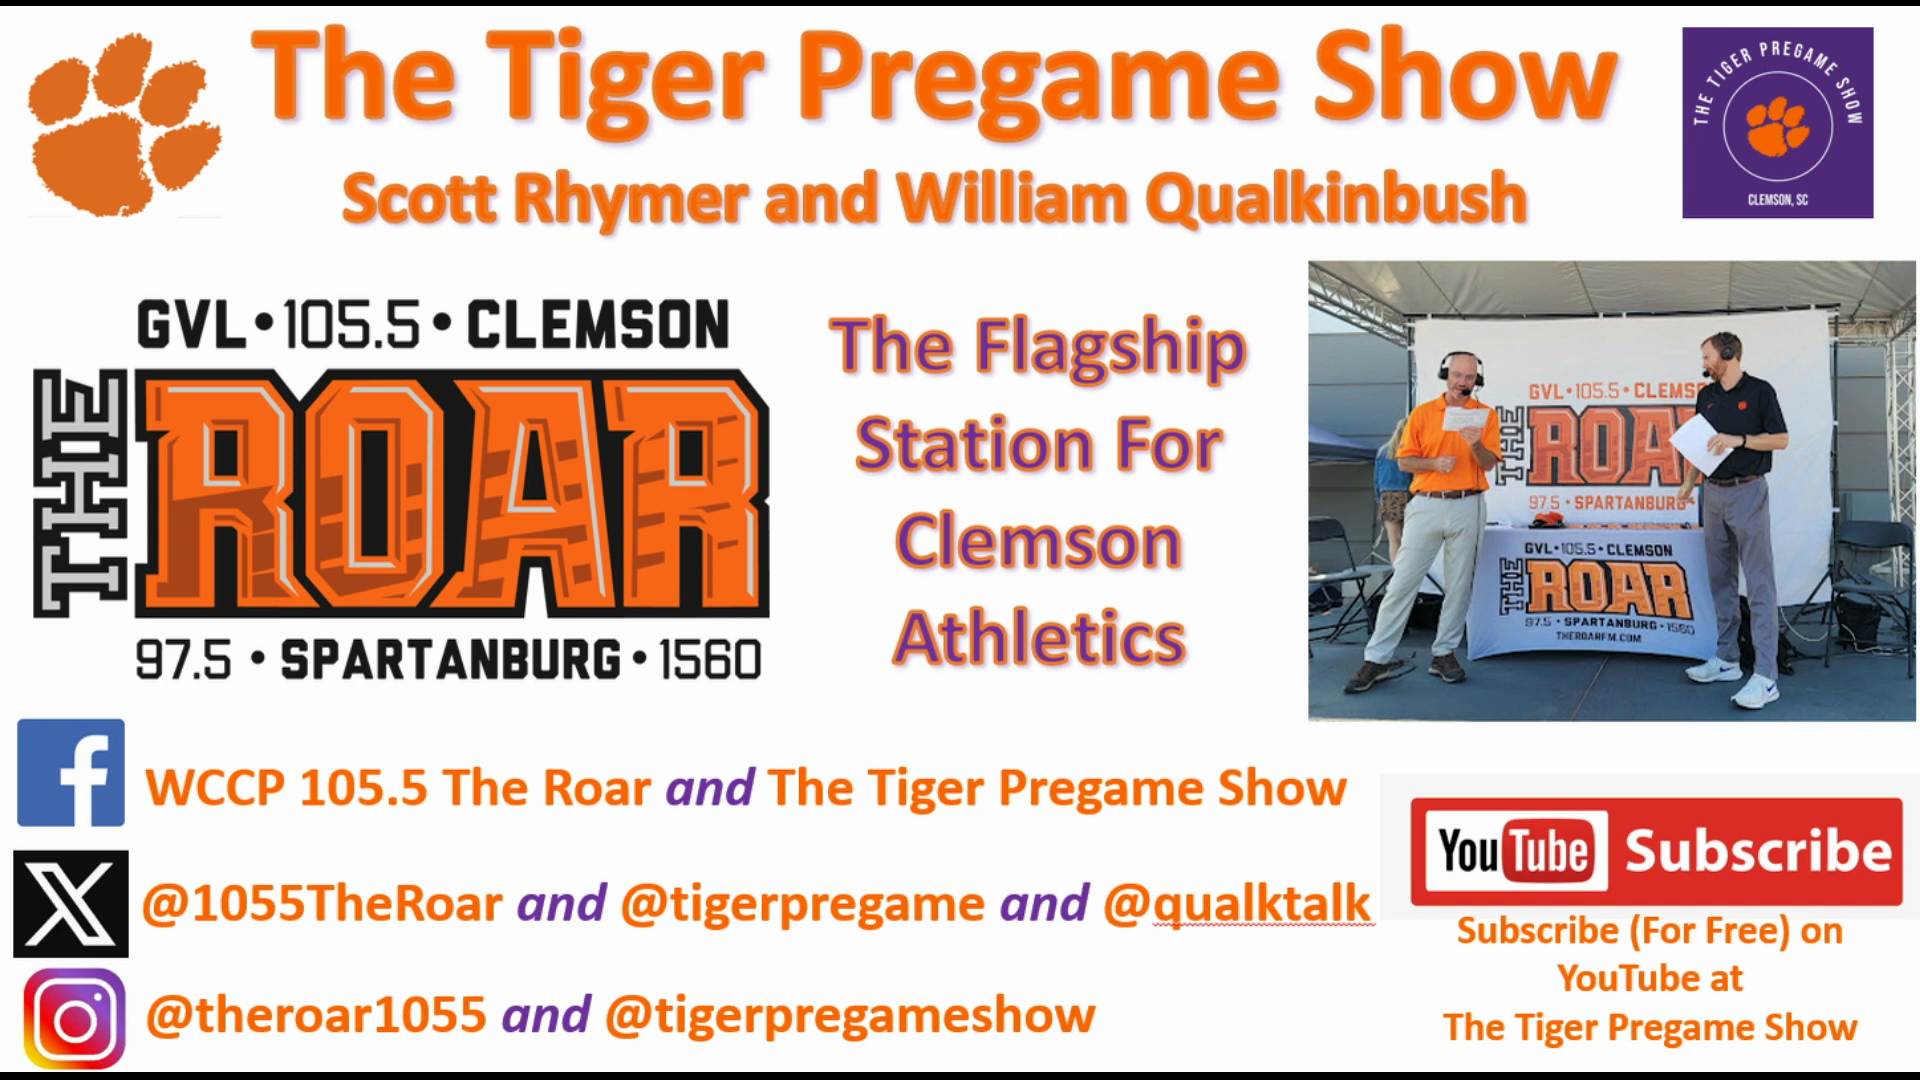 The Tiger Pregame Show
Scott Rhymer and William Qualkinbush
THE TIGER PREGAME SHOW
CLEMSON, SC
GVL•105.5•CLEMSON
THE ROAR
97.5 • SPARTANBURG • 1560
The Flagship
Station For
Clemson
Athletics
GVL•105.5•CLEMS
THE ROA
97.5 • SPARTANBURG
GVL•105.5•CLEMSON
THE ROAR
97.5 • SPARTANBURG • 1560
THEROARFM.COM
WCCP 105.5 The Roar and The Tiger Pregame Show
@1055TheRoar and @tigerpregame and @qualktalk
@theroar1055 and @tigerpregameshow
YouTube Subscribe
Subscribe (For Free) on
YouTube at
The Tiger Pregame Show